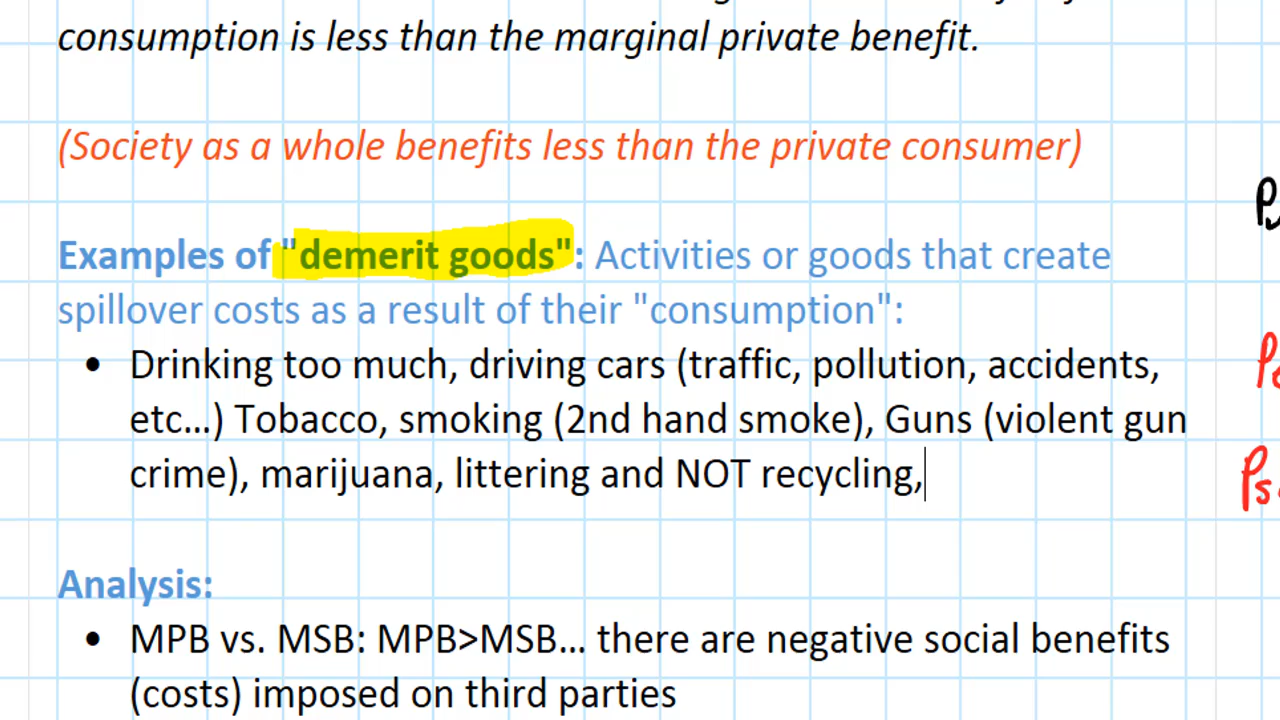 consumption is less than the marginal private benefit.
(Society as a whole benefits less than the private consumer)
Examples of "demerit goods": Activities or goods that create
spillover costs as a result of their "consumption":
• Drinking too much, driving cars (traffic, pollution, accidents,
etc...) Tobacco, smoking (2nd hand smoke), Guns (violent gun
crime), marijuana, littering and NOT recycling,
Analysis:
• MPB vs. MSB: MPB>MSB... there are negative social benefits
(costs) imposed on third parties